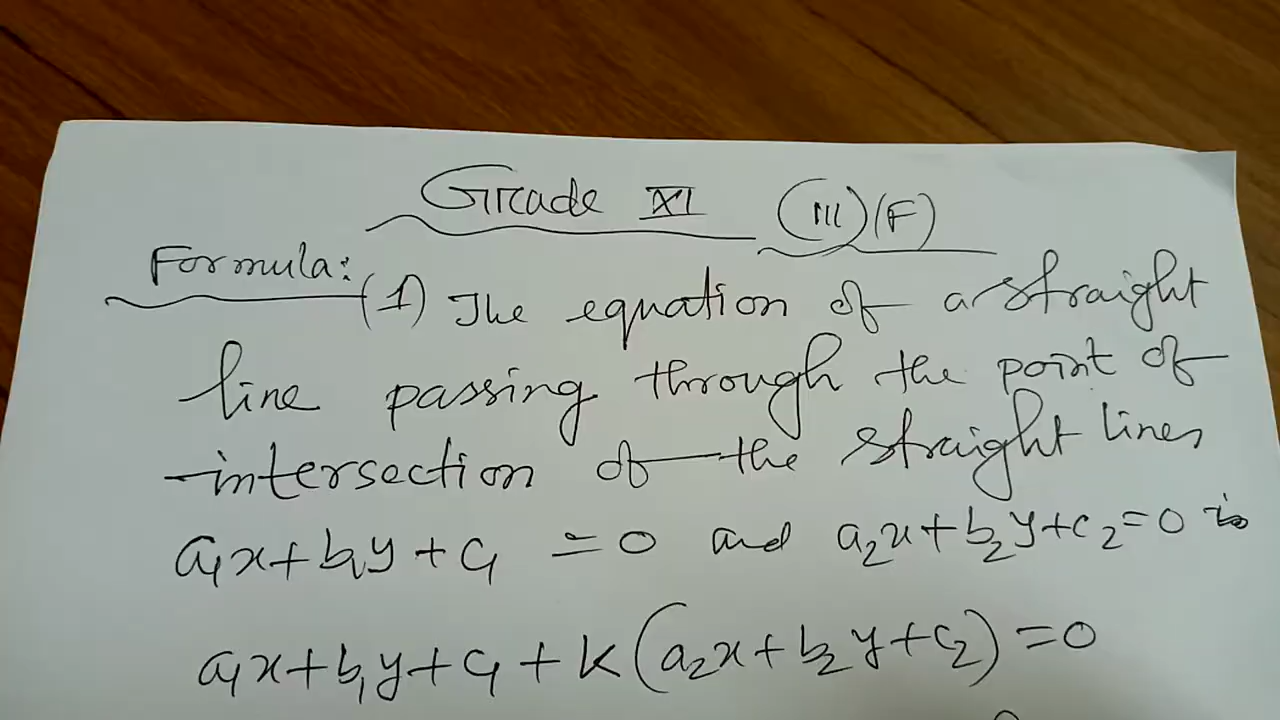 Grade XI (III)(F)
Formula: (1) The equation of a straight
line passing through the point of
intersection of the straight lines
a₁x+b₁y+c₁ =0 and a₂x+b₂y+c₂=0 is
a₁x+b₁y+c₁+k(a₂x+b₂y+c₂)=0